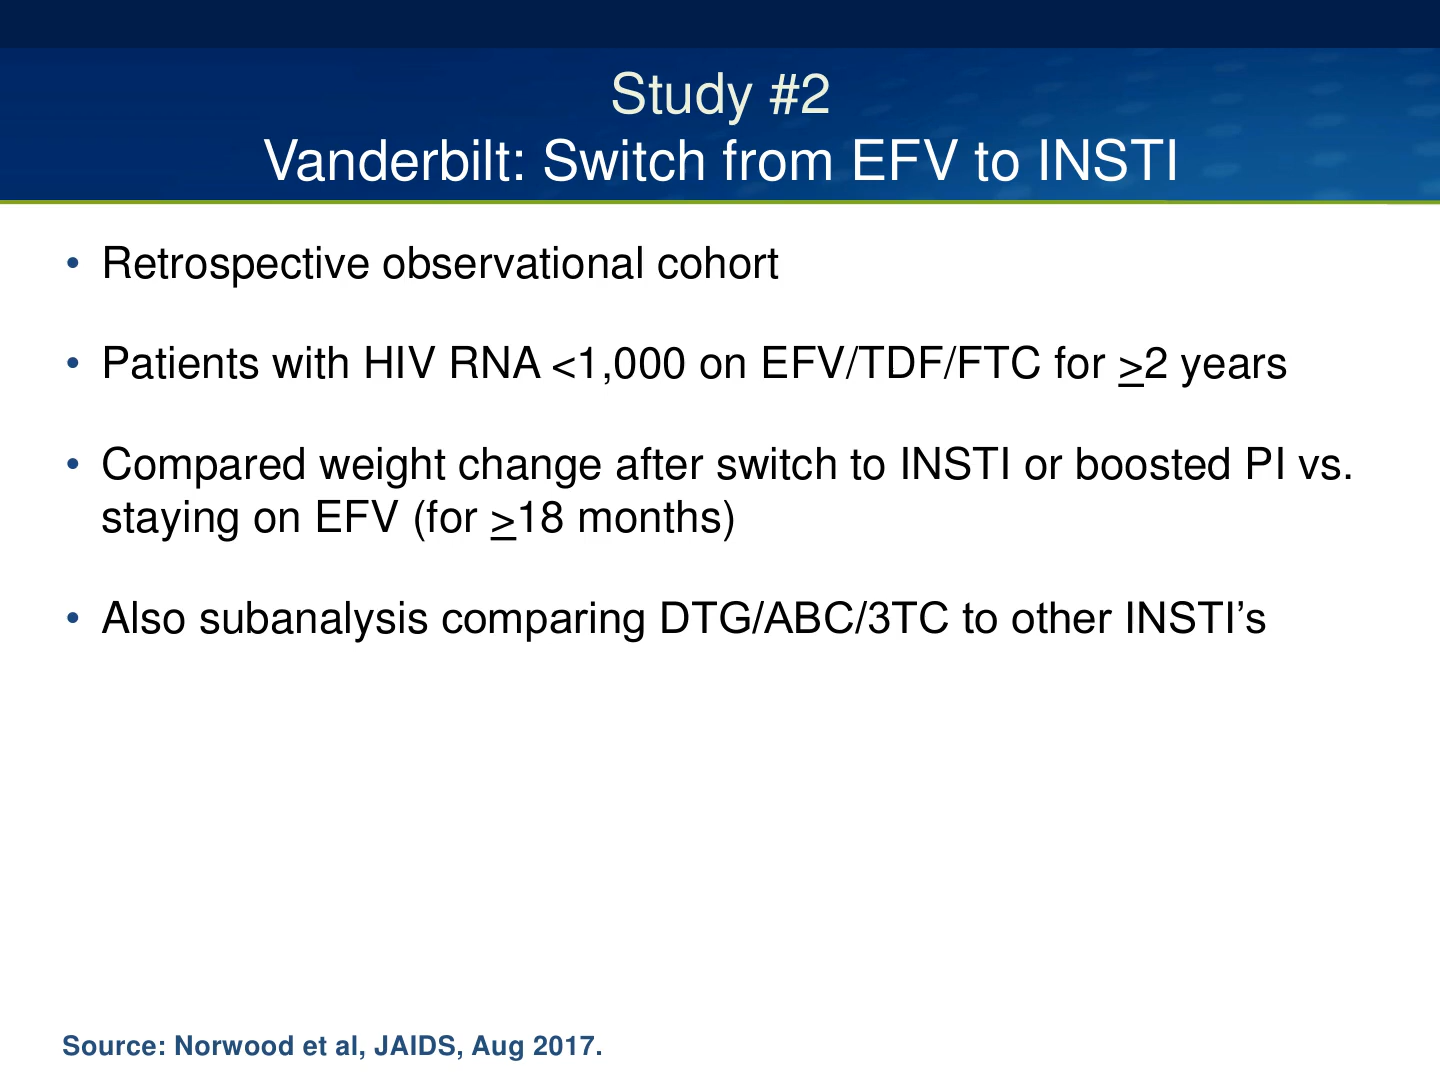 Study #2
Vanderbilt: Switch from EFV to INSTI
• Retrospective observational cohort
• Patients with HIV RNA <1,000 on EFV/TDF/FTC for >2 years
• Compared weight change after switch to INSTI or boosted PI vs.
staying on EFV (for >18 months)
• Also subanalysis comparing DTG/ABC/3TC to other INSTI’s
Source: Norwood et al, JAIDS, Aug 2017.